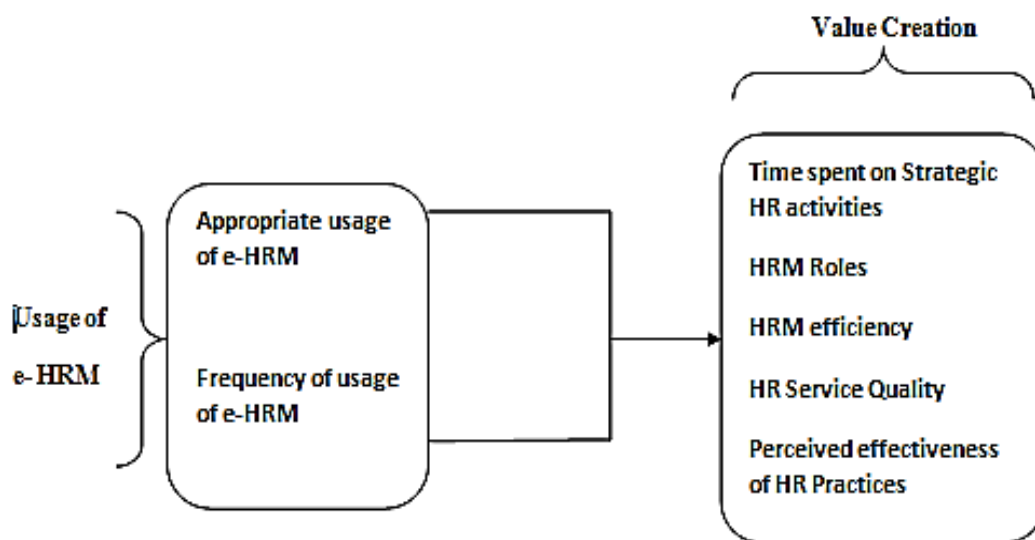 Value Creation
Time spent on Strategic
HR activities
HRM Roles
HRM efficiency
HR Service Quality
Perceived effectiveness
of HR Practices
Appropriate usage
of e-HRM
Frequency of usage
of e-HRM
Usage of
e- HRM